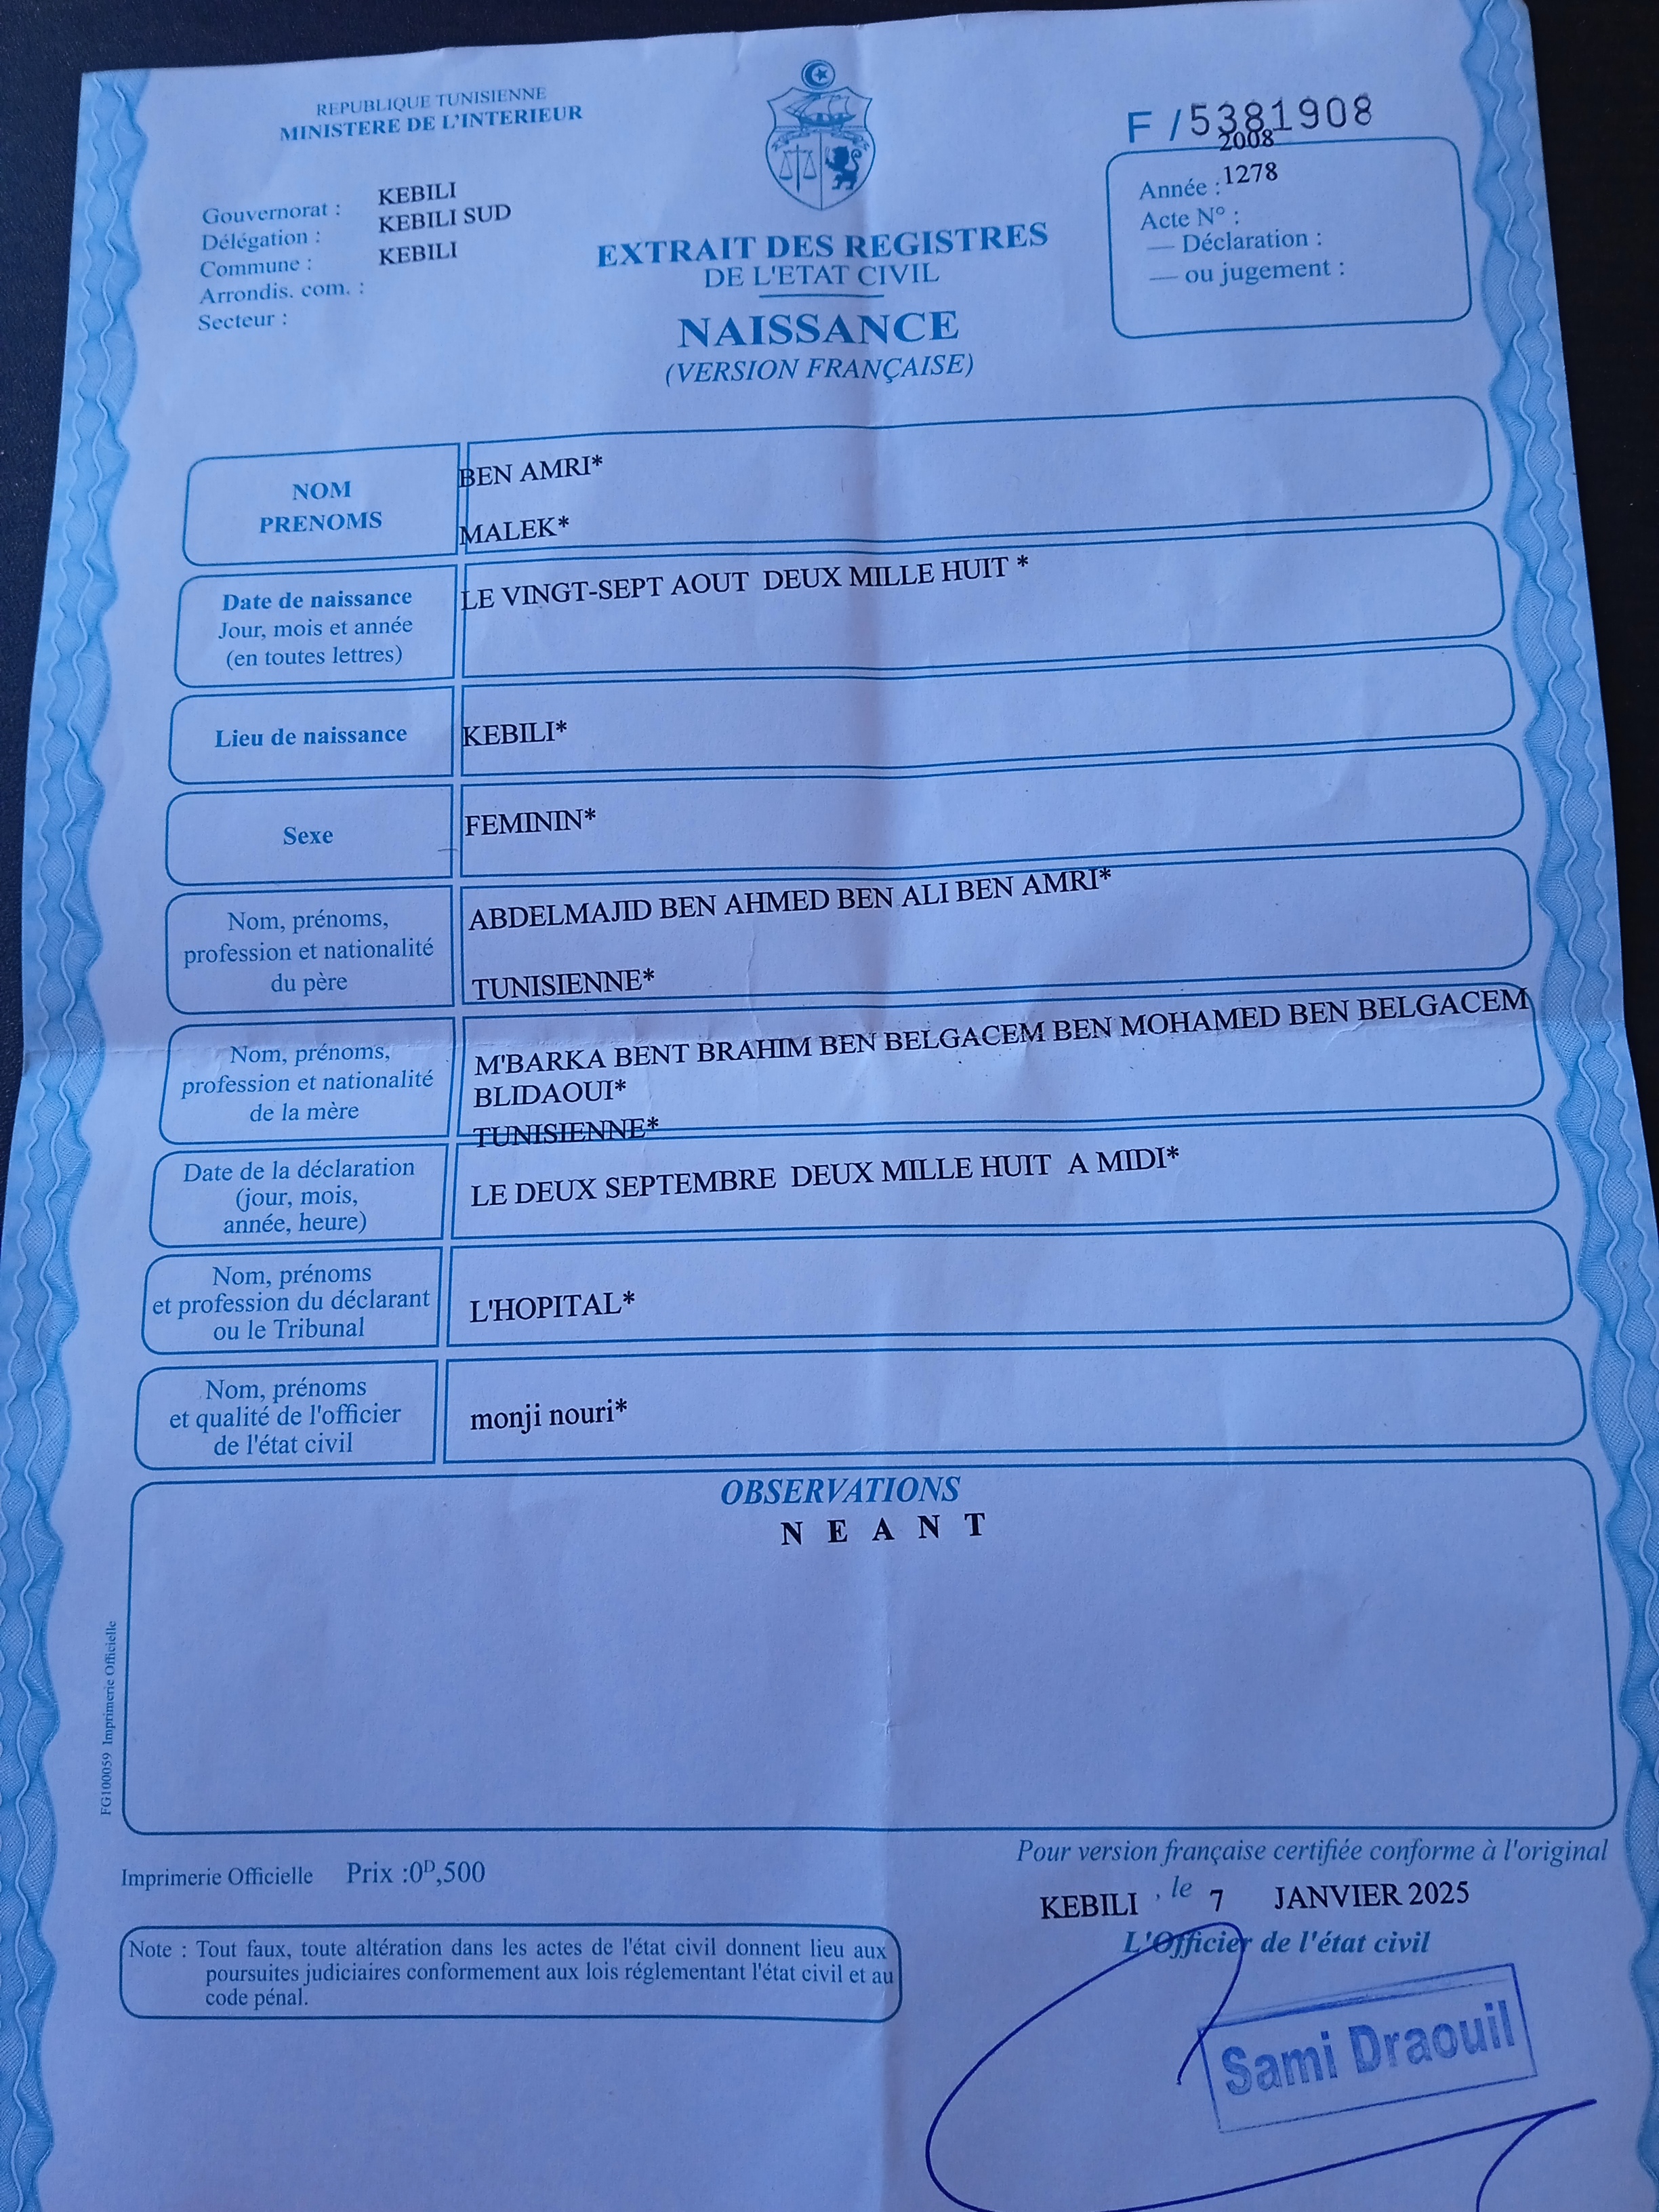 REPUBLIQUE TUNISIENNE
MINISTERE DE L'INTERIEUR
F / 5381908
Gouvernorat : KEBILI
Délégation : KEBILI SUD
Commune : KEBILI
Arrondis. com. :
Secteur :
EXTRAIT DES REGISTRES
DE L'ETAT CIVIL
NAISSANCE
(VERSION FRANÇAISE)
2008
Année : 1278
Acte N° :
— Déclaration :
— ou jugement :
NOM
PRENOMS
BEN AMRI*
MALEK*
Date de naissance
Jour, mois et année
(en toutes lettres)
LE VINGT-SEPT AOUT DEUX MILLE HUIT *
Lieu de naissance
KEBILI*
Sexe
FEMININ*
Nom, prénoms,
profession et nationalité
du père
ABDELMAJID BEN AHMED BEN ALI BEN AMRI*
TUNISIENNE*
Nom, prénoms,
profession et nationalité
de la mère
M'BARKA BENT BRAHIM BEN BELGACEM BEN MOHAMED BEN BELGACEM
BLIDAOUI*
TUNISIENNE*
Date de la déclaration
(jour, mois,
année, heure)
LE DEUX SEPTEMBRE DEUX MILLE HUIT A MIDI*
Nom, prénoms
et profession du déclarant
ou le Tribunal
L'HOPITAL*
Nom, prénoms
et qualité de l'officier
de l'état civil
monji nouri*
OBSERVATIONS
N E A N T
FG100059 Imprimerie Officielle
Imprimerie Officielle Prix :0ᴰ,500
Note : Tout faux, toute altération dans les actes de l'état civil donnent lieu aux
poursuites judiciaires conformement aux lois réglementant l'état civil et au
code pénal.
Pour version française certifiée conforme à l'original
KEBILI , le 7 JANVIER 2025
L'Officier de l'état civil
Sami Draouil